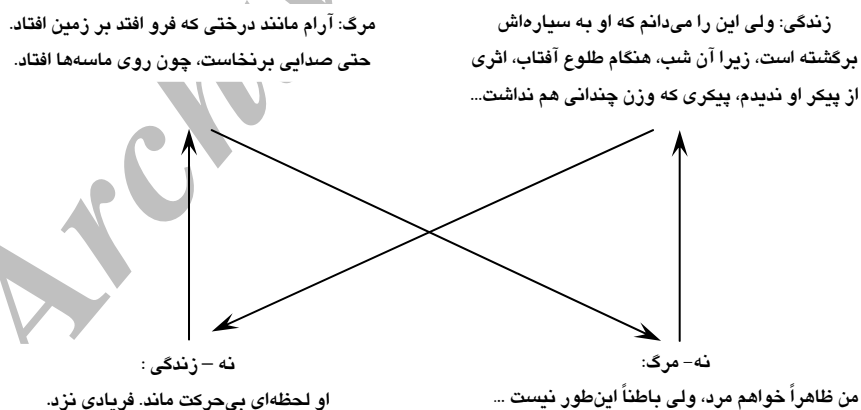 زندگی: ولی این را می‌دانم که او به سیاره‌اش
برگشته است، زیرا آن شب، هنگام طلوع آفتاب، اثری
از پیکر او ندیدم، پیکری که وزن چندانی هم نداشت...
مرگ: آرام مانند درختی که فرو افتد بر زمین افتاد.
حتی صدایی برنخاست، چون روی ماسه‌ها افتاد.
نه- مرگ:
من ظاهراً خواهم مرد، ولی باطناً این‌طور نیست ...
نه – زندگی :
او لحظه‌ای بی‌حرکت ماند. فریادی نزد.